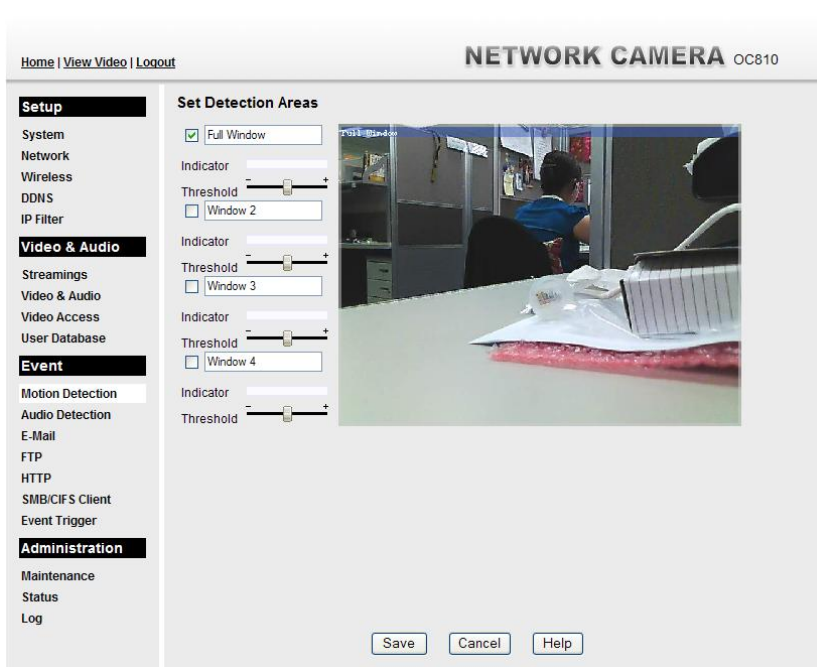 Home | View Video | Logout
NETWORK CAMERA OC810
Setup
System
Network
Wireless
DDNS
IP Filter
Video & Audio
Streamings
Video & Audio
Video Access
User Database
Event
Motion Detection
Audio Detection
E-Mail
FTP
HTTP
SMB/CIFS Client
Event Trigger
Administration
Maintenance
Status
Log
Set Detection Areas
Full Window
Indicator
Threshold - +
Window 2
Indicator
Threshold - +
Window 3
Indicator
Threshold - +
Window 4
Indicator
Threshold - +
Full Window
Save Cancel Help